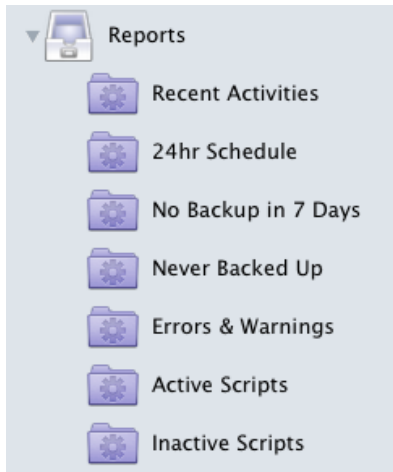 Reports
Recent Activities
24hr Schedule
No Backup in 7 Days
Never Backed Up
Errors & Warnings
Active Scripts
Inactive Scripts